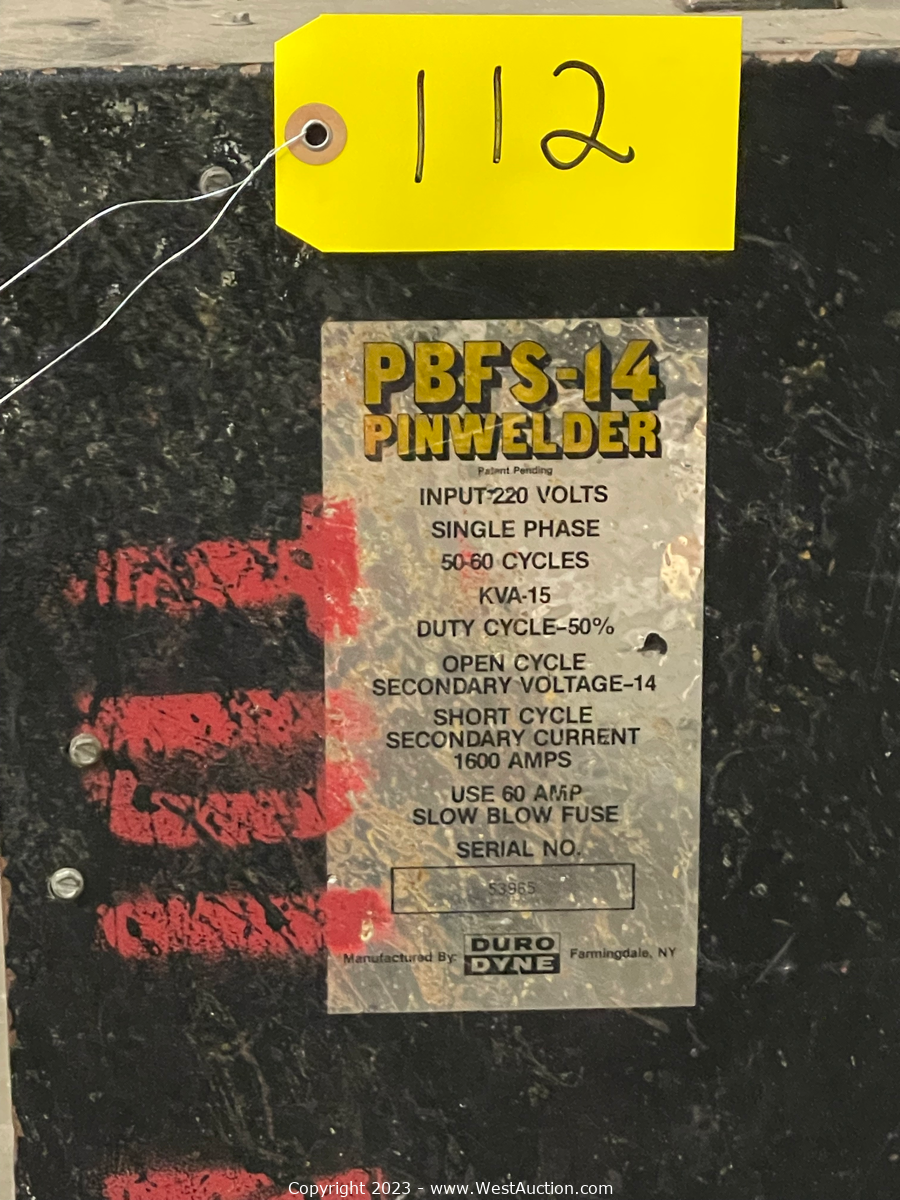 112
PBFS-14
PINWELDER
Patent Pending
INPUT-220 VOLTS
SINGLE PHASE
50-60 CYCLES
KVA-15
DUTY CYCLE-50%
OPEN CYCLE
SECONDARY VOLTAGE-14
SHORT CYCLE
SECONDARY CURRENT
1600 AMPS
USE 60 AMP
SLOW BLOW FUSE
SERIAL NO.
53965
Manufactured By: DURO DYNE Farmingdale, NY
Copyright 2023 - www.WestAuction.com